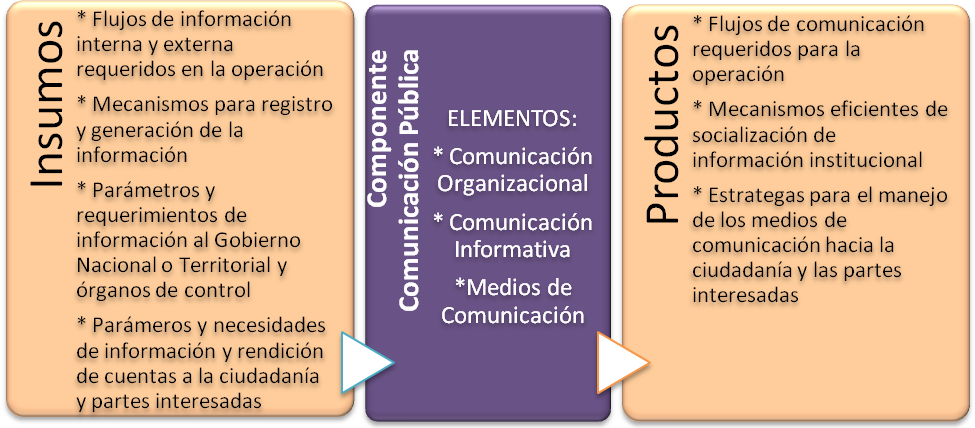 Insumos
* Flujos de información
interna y externa
requeridos en la operación
* Mecanismos para registro
y generación de la
información
* Parámetros y
requerimientos de
información al Gobierno
Nacional o Territorial y
órganos de control
* Parámeros y necesidades
de información y rendición
de cuentas a la ciudadanía
y partes interesadas
Componente
Comunicación Pública
ELEMENTOS:
* Comunicación
Organizacional
* Comunicación
Informativa
*Medios de
Comunicación
Productos
* Flujos de comunicación
requeridos para la
operación
* Mecanismos eficientes de
socialización de
información institucional
* Estrategas para el manejo
de los medios de
comunicación hacia la
ciudadanía y las partes
interesadas